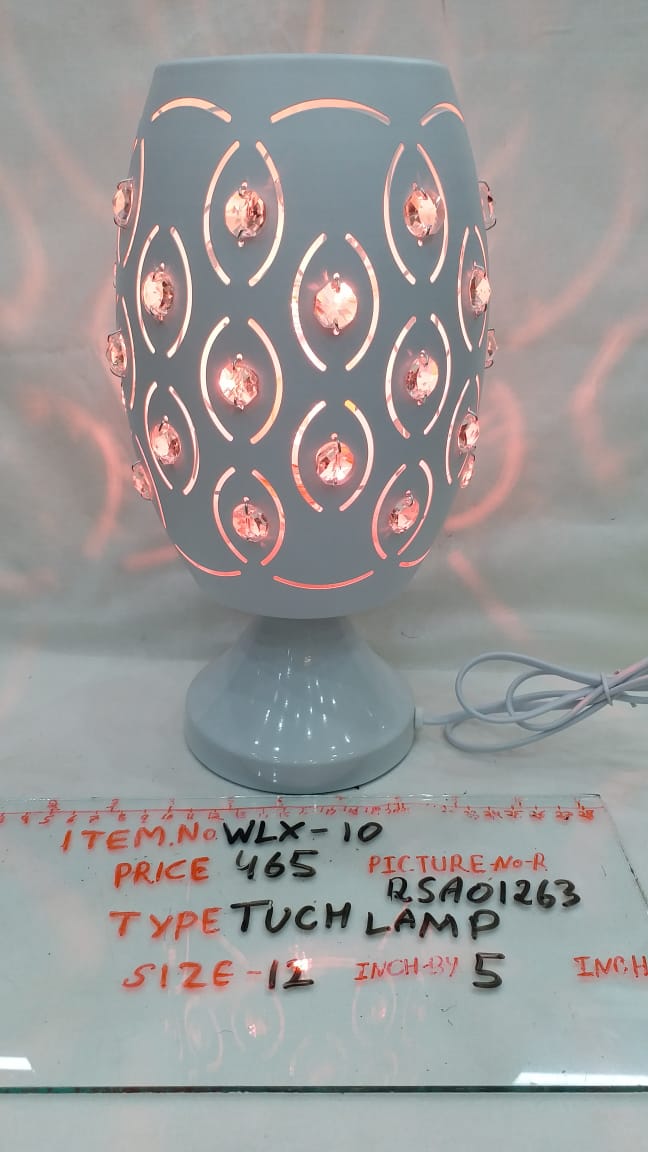 ITEM.No WLX-10
PRICE 465 PICTURE-No-R
RSA01263
TYPE TUCH LAMP
SIZE-12 INCH-BY 5 INCH